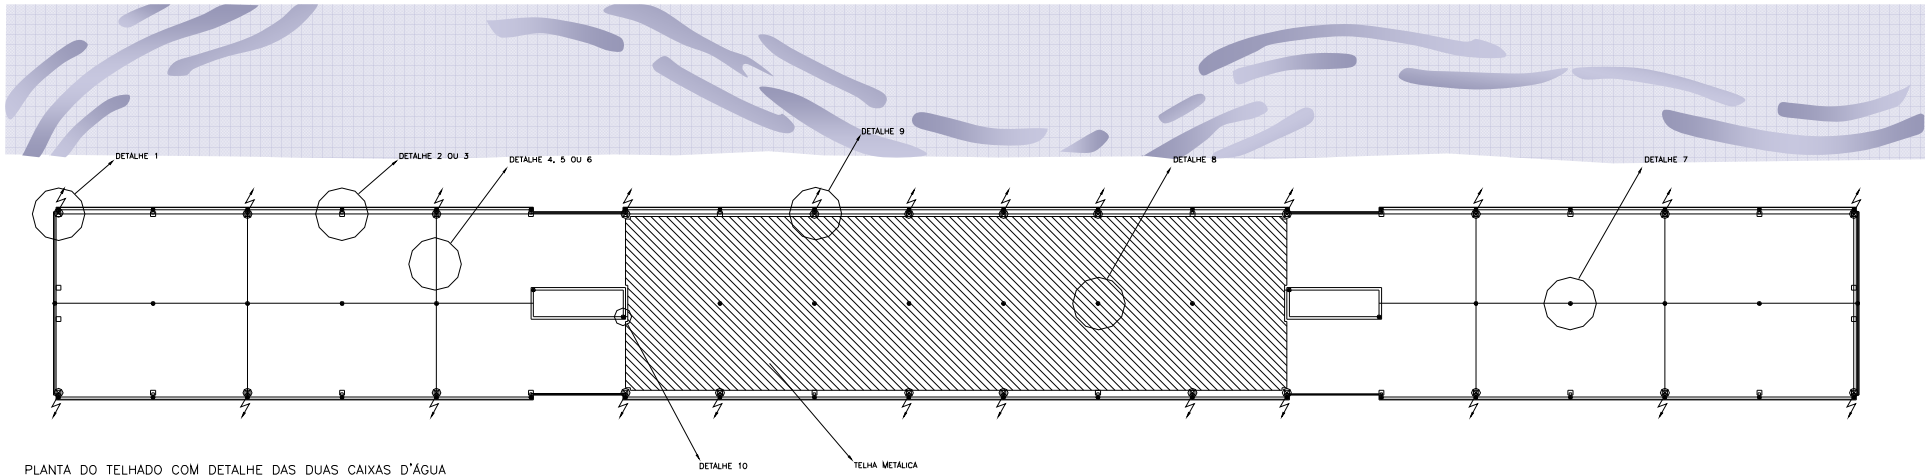 DETALHE 9
DETALHE 1
DETALHE 2 OU 3
DETALHE 4, 5 OU 6
DETALHE 8
DETALHE 7
DETALHE 10
TELHA METÁLICA
PLANTA DO TELHADO COM DETALHE DAS DUAS CAIXAS D'ÁGUA